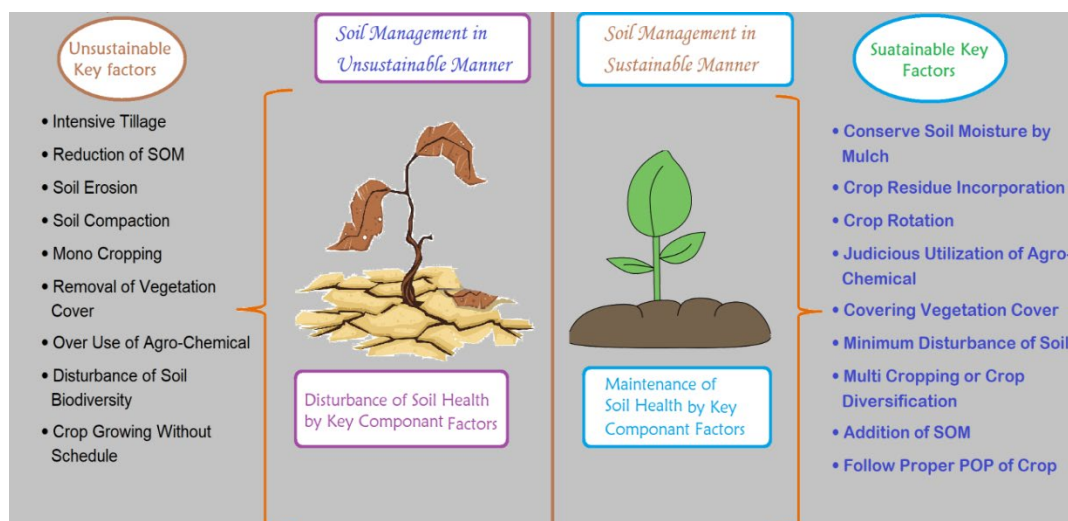 Unsustainable
Key factors
• Intensive Tillage
• Reduction of SOM
• Soil Erosion
• Soil Compaction
• Mono Cropping
• Removal of Vegetation
Cover
• Over Use of Agro-Chemical
• Disturbance of Soil
Biodiversity
• Crop Growing Without
Schedule
Soil Management in
Unsustainable Manner
Disturbance of Soil Health
by Key Componant Factors
Soil Management in
Sustainable Manner
Maintenance of
Soil Health by Key
Componant Factors
Suatainable Key
Factors
• Conserve Soil Moisture by
Mulch
• Crop Residue Incorporation
• Crop Rotation
• Judicious Utilization of Agro-
Chemical
• Covering Vegetation Cover
• Minimum Disturbance of Soil
• Multi Cropping or Crop
Diversification
• Addition of SOM
• Follow Proper POP of Crop